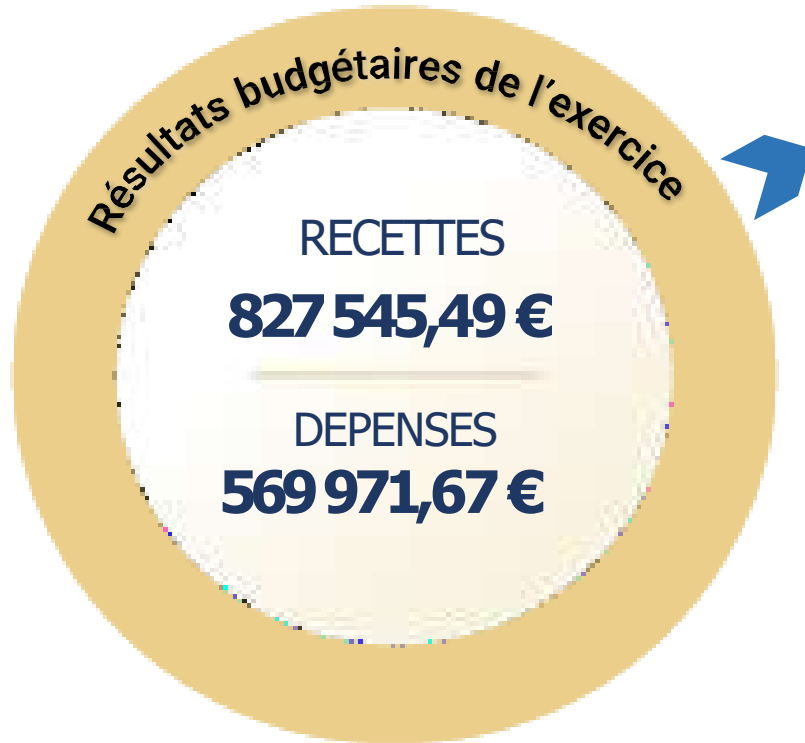 Résultats budgétaires de l'exercice
RECETTES
827 545,49 €
DEPENSES
569 971,67 €